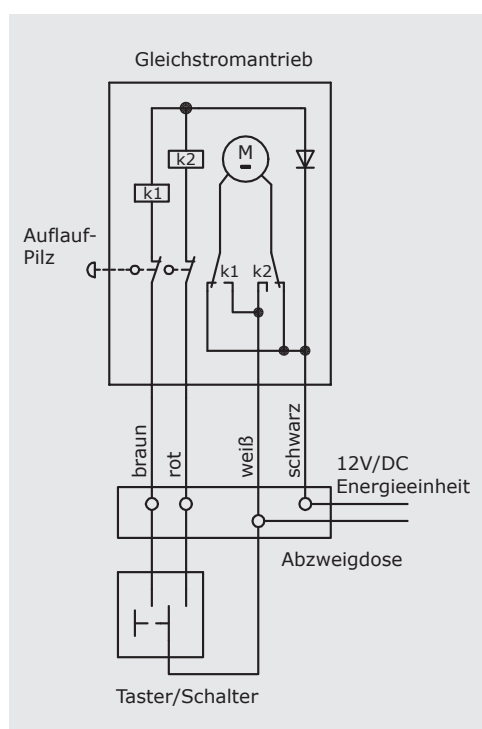 Gleichstromantrieb
k2
M
k1
Auflauf-
Pilz
k1 k2
braun
rot
weiß
schwarz
12V/DC
Energieeinheit
Abzweigdose
Taster/Schalter